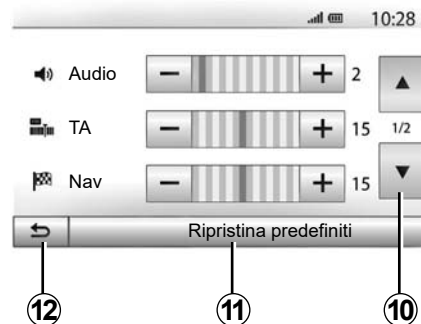 10:28
Audio 2
TA 15 1/2
Nav 15
Ripristina predefiniti
12 11 10